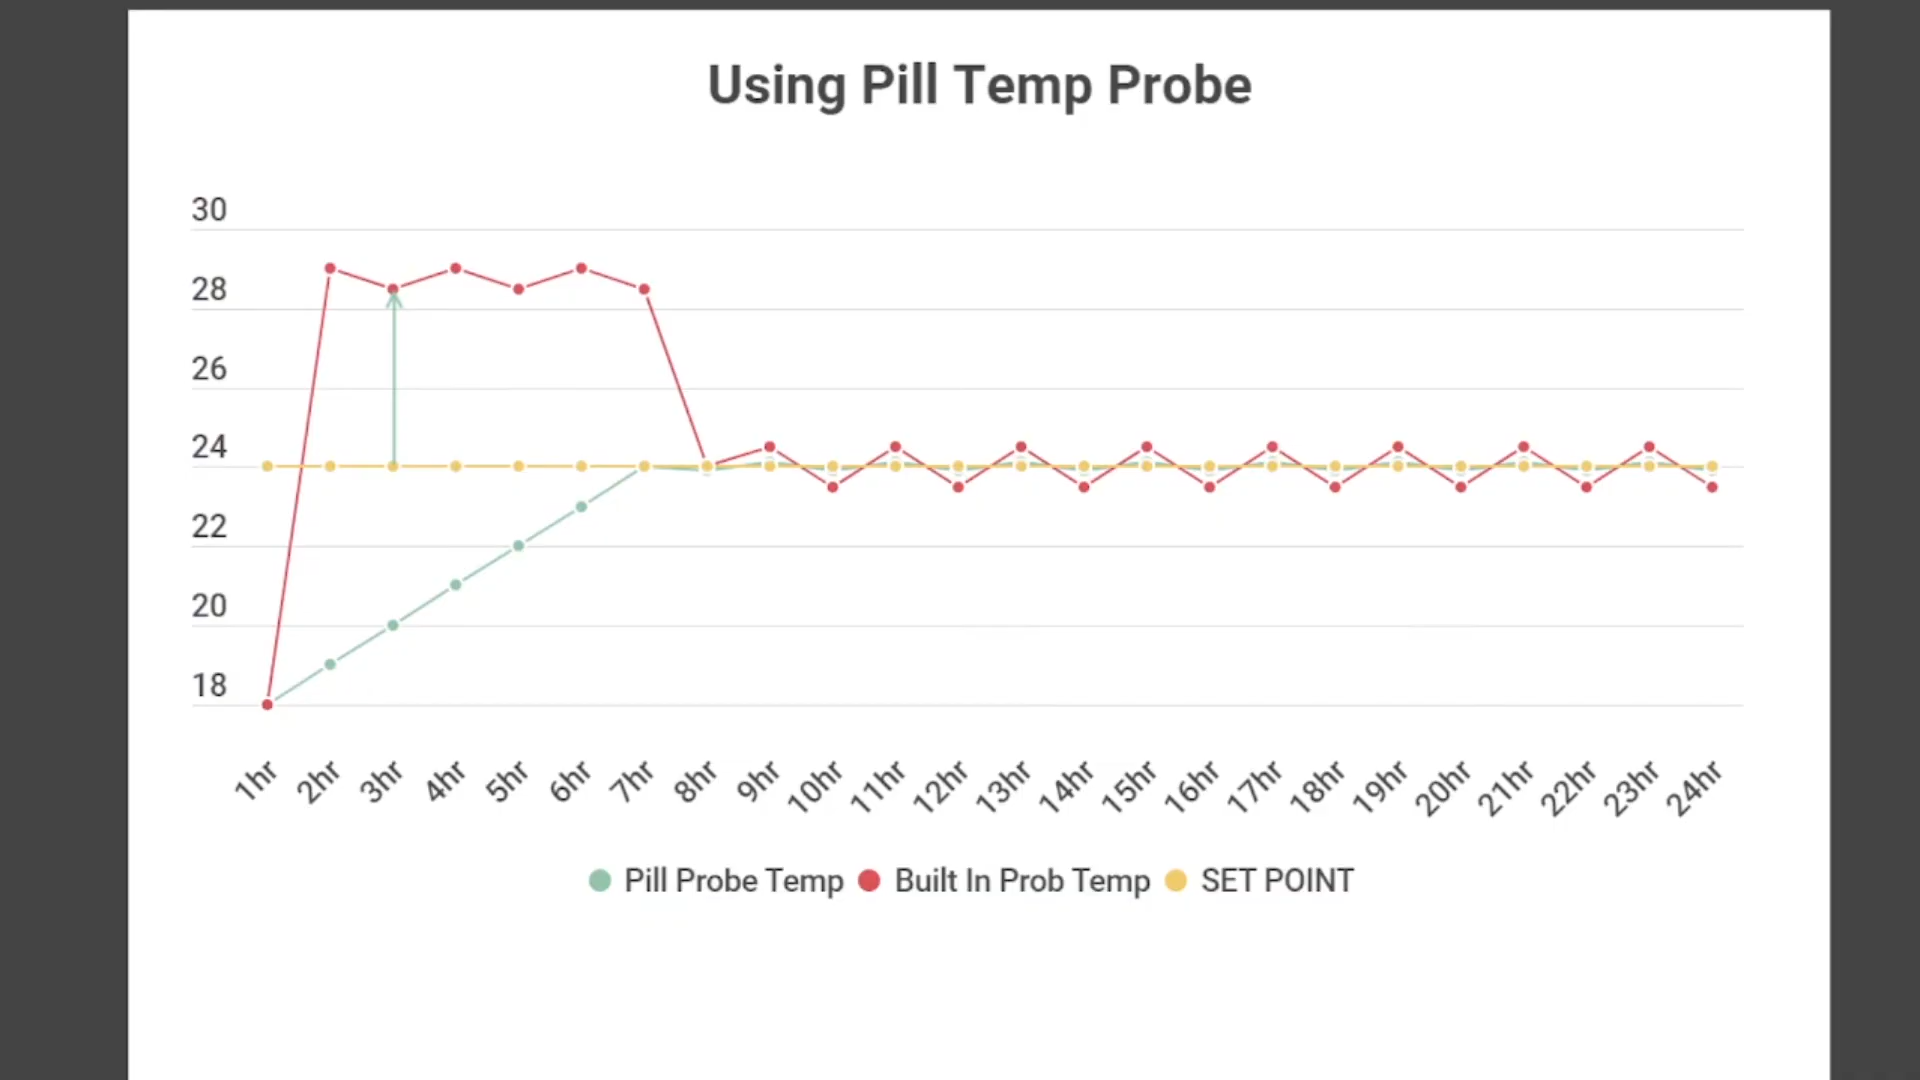 Using Pill Temp Probe
30
28
26
24
22
20
18
1hr 2hr 3hr 4hr 5hr 6hr 7hr 8hr 9hr 10hr 11hr 12hr 13hr 14hr 15hr 16hr 17hr 18hr 19hr 20hr 21hr 22hr 23hr 24hr
Pill Probe Temp Built In Prob Temp SET POINT